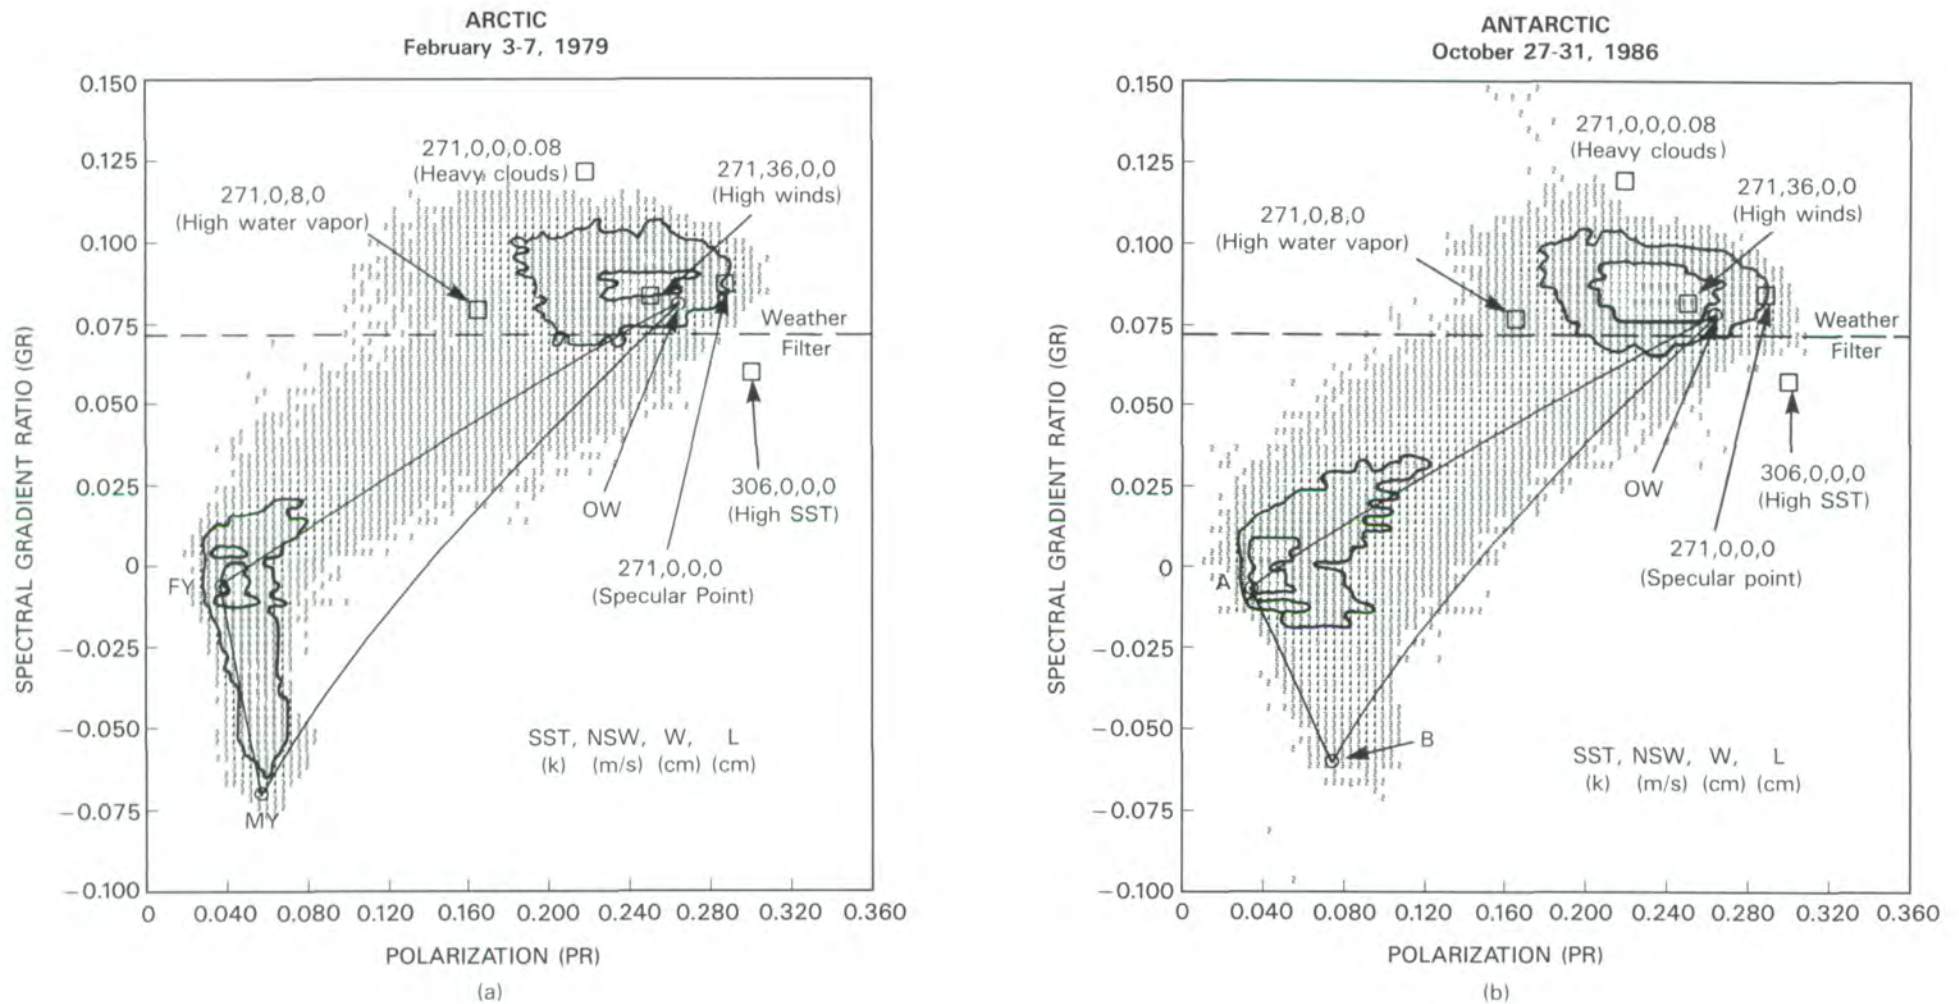 ARCTIC
February 3-7, 1979
SPECTRAL GRADIENT RATIO (GR)
0.150
0.125
0.100
0.075
0.050
0.025
0
−0.025
−0.050
−0.075
−0.100
271,0,0,0.08
(Heavy clouds)
271,36,0,0
(High winds)
271,0,8,0
(High water vapor)
Weather
Filter
306,0,0,0
(High SST)
OW
271,0,0,0
(Specular Point)
FY
MY
SST, NSW, W, L
(k) (m/s) (cm) (cm)
0 0.040 0.080 0.120 0.160 0.200 0.240 0.280 0.320 0.360
POLARIZATION (PR)
(a)
ANTARCTIC
October 27-31, 1986
SPECTRAL GRADIENT RATIO (GR)
0.150
0.125
0.100
0.075
0.050
0.025
0
−0.025
−0.050
−0.075
−0.100
271,0,0,0.08
(Heavy clouds)
271,36,0,0
(High winds)
271,0,8,0
(High water vapor)
Weather
Filter
OW
306,0,0,0
(High SST)
271,0,0,0
(Specular point)
A
B
SST, NSW, W, L
(k) (m/s) (cm) (cm)
0 0.040 0.080 0.120 0.160 0.200 0.240 0.280 0.320 0.360
POLARIZATION (PR)
(b)